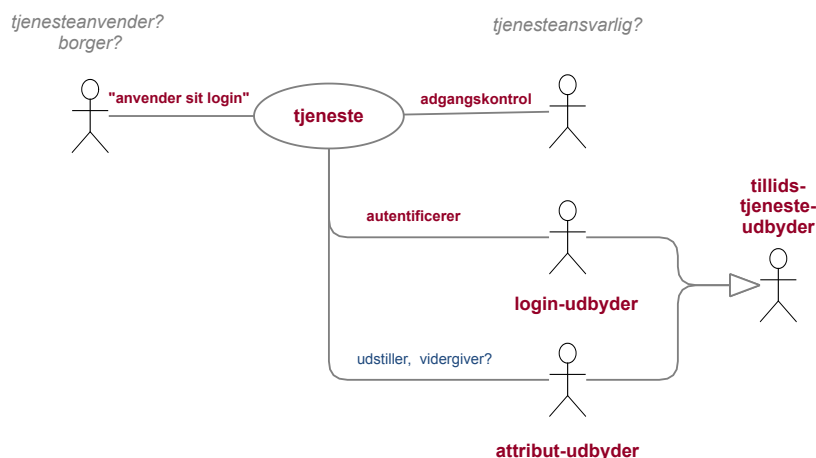 tjenesteanvender?
borger?
tjenesteansvarlig?
"anvender sit login"
tjeneste
adgangskontrol
tillids-
tjeneste-
udbyder
autentificerer
login-udbyder
udstiller, vidergiver?
attribut-udbyder